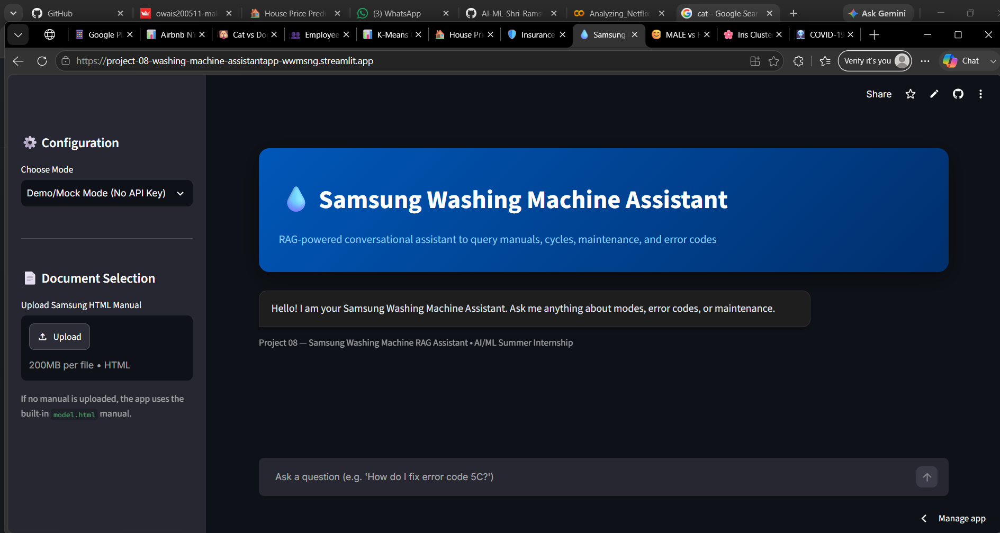 GitHub
owais200511-mal
House Price Predi
(3) WhatsApp
AI-ML-Shri-Rams
Analyzing_Netflix
cat - Google Sear
Ask Gemini
Google Pl
Airbnb NY
Cat vs Do
Employee
K-Means
House Pri
Insurance
Samsung
MALE vs F
Iris Cluste
COVID-19
https://project-08-washing-machine-assistantapp-wwmsng.streamlit.app
Verify it's you
Chat
Share
Configuration
Choose Mode
Demo/Mock Mode (No API Key)
Document Selection
Upload Samsung HTML Manual
Upload
200MB per file • HTML
If no manual is uploaded, the app uses the
built-in model.html manual.
Samsung Washing Machine Assistant
RAG-powered conversational assistant to query manuals, cycles, maintenance, and error codes
Hello! I am your Samsung Washing Machine Assistant. Ask me anything about modes, error codes, or maintenance.
Project 08 — Samsung Washing Machine RAG Assistant • AI/ML Summer Internship
Ask a question (e.g. 'How do I fix error code 5C?')
Manage app